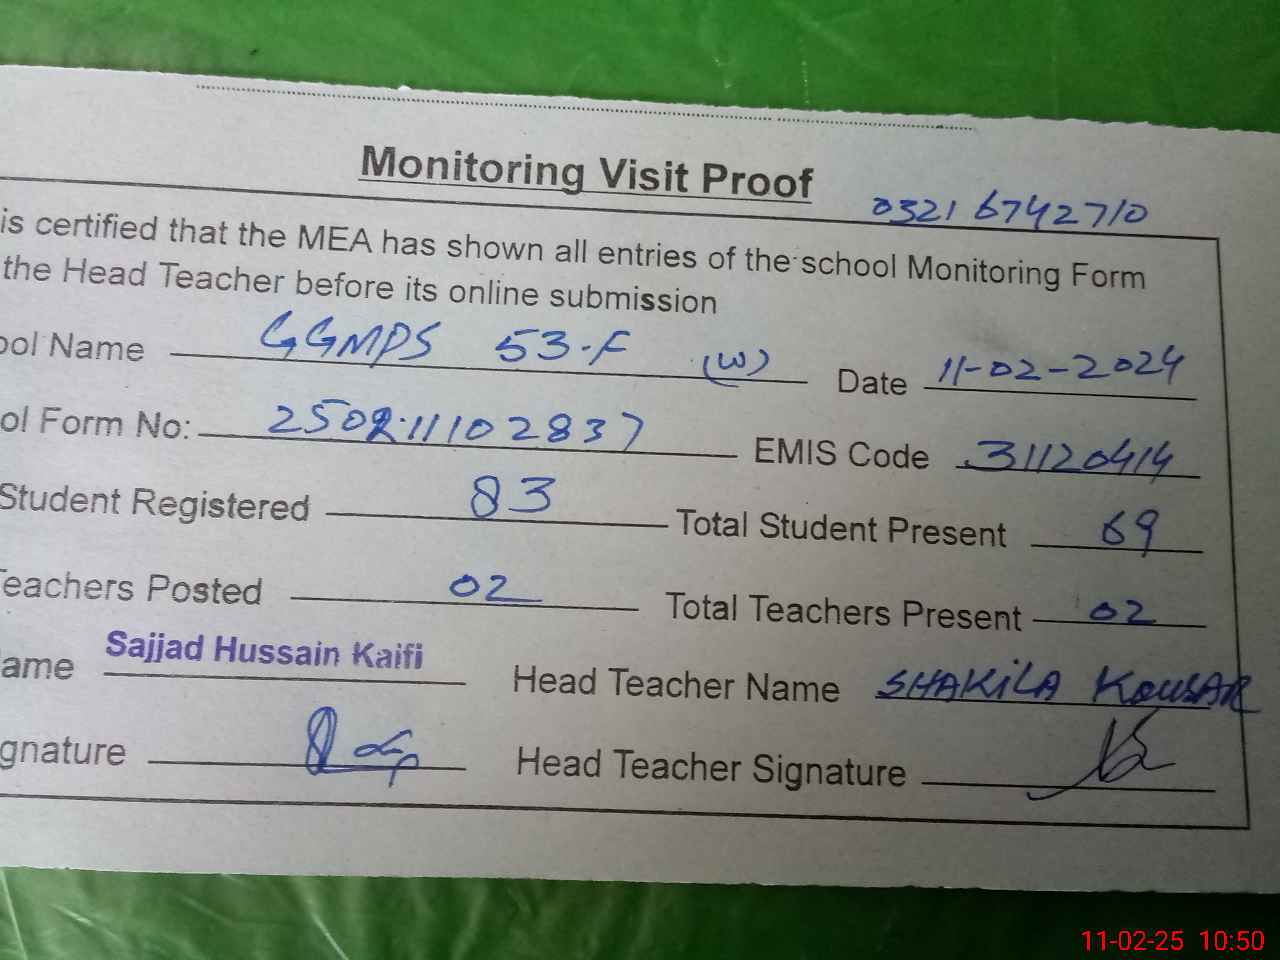 Monitoring Visit Proof
0321 6742710
is certified that the MEA has shown all entries of the school Monitoring Form
the Head Teacher before its online submission
ool Name GGMPS 53-F (W) Date 11-02-2024
ol Form No: 250211102837 EMIS Code 31120414
Student Registered 83 Total Student Present 69
Teachers Posted 02 Total Teachers Present 02
ame Sajjad Hussain Kaifi Head Teacher Name SHAKiLA KOUSAR
gnature Head Teacher Signature
11-02-25 10:50